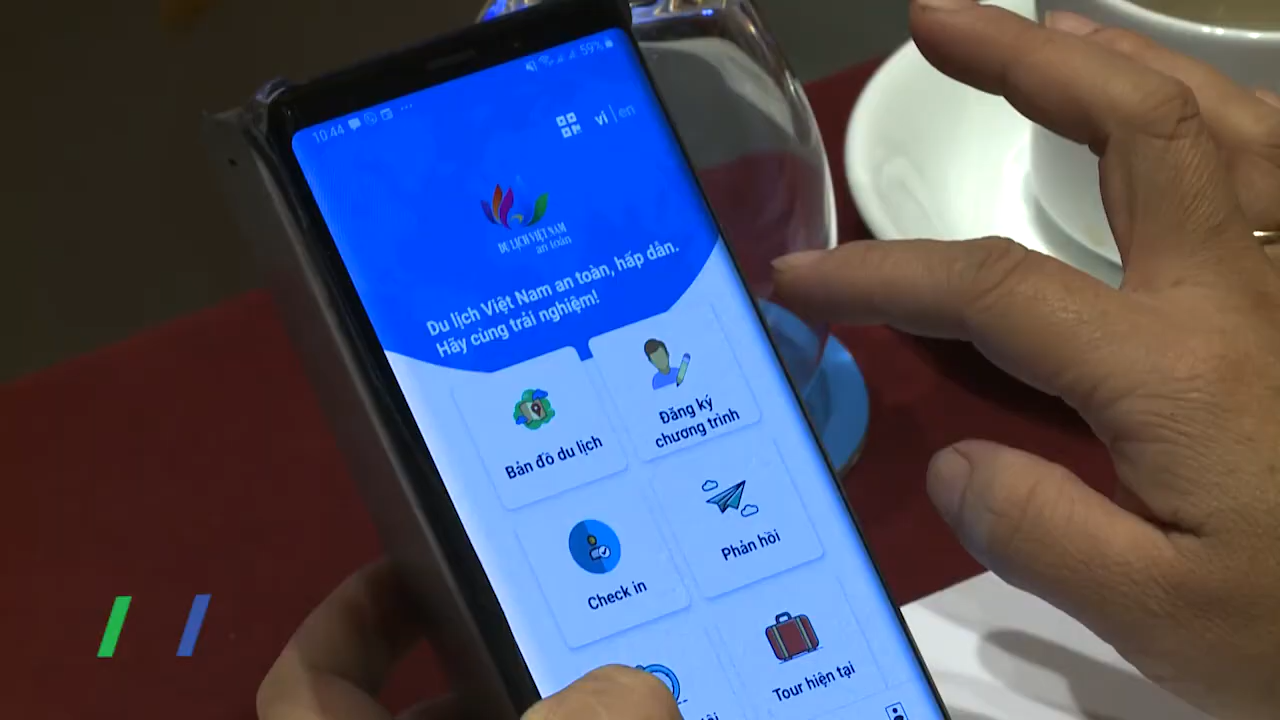 10:44
59%
vi | en
DU LỊCH VIỆT NAM
an toàn
Du lịch Việt Nam an toàn, hấp dẫn.
Hãy cùng trải nghiệm!
Bản đồ du lịch
Đăng ký
chương trình
Check in
Phản hồi
Tour hiện tại